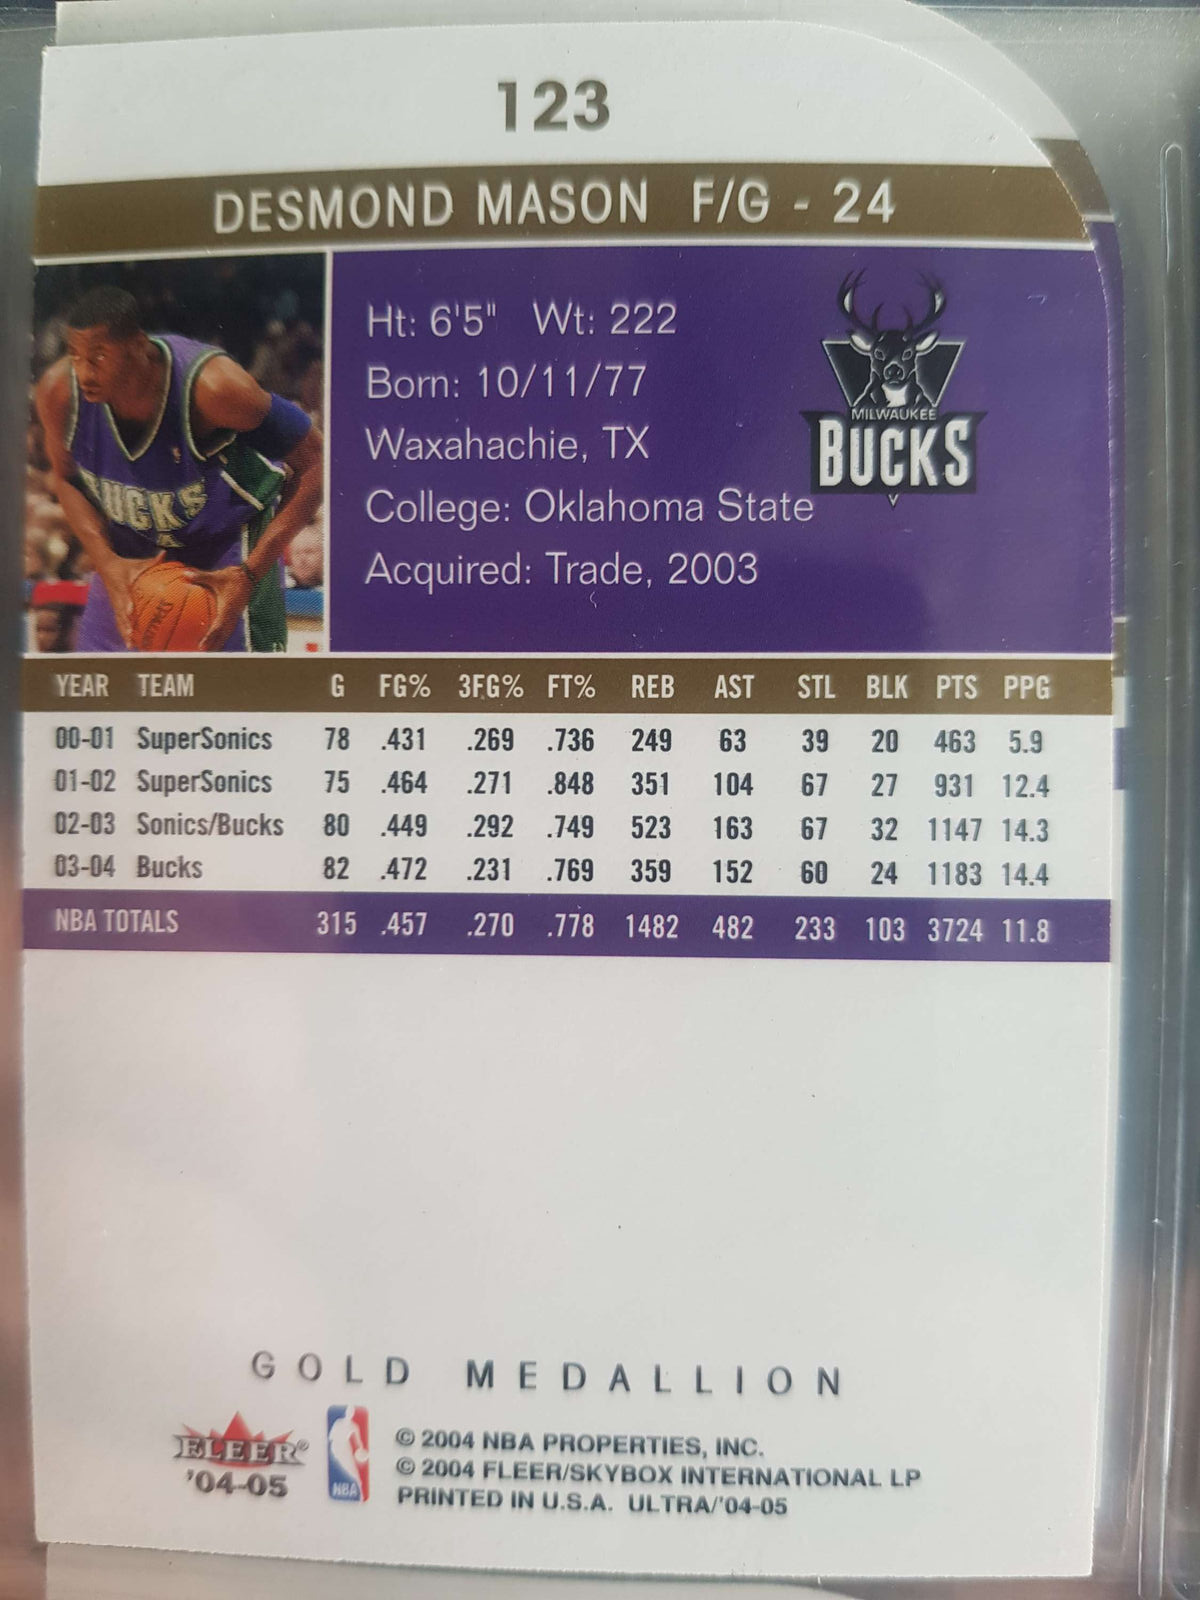 123
DESMOND MASON F/G - 24
Ht: 6'5" Wt: 222
Born: 10/11/77
Waxahachie, TX
College: Oklahoma State
Acquired: Trade, 2003
MILWAUKEE
BUCKS
BUCKS
YEAR TEAM G FG% 3FG% FT% REB AST STL BLK PTS PPG
00-01 SuperSonics 78 .431 .269 .736 249 63 39 20 463 5.9
01-02 SuperSonics 75 .464 .271 .848 351 104 67 27 931 12.4
02-03 Sonics/Bucks 80 .449 .292 .749 523 163 67 32 1147 14.3
03-04 Bucks 82 .472 .231 .769 359 152 60 24 1183 14.4
NBA TOTALS 315 .457 .270 .778 1482 482 233 103 3724 11.8
GOLD MEDALLION
FLEER®
'04-05
NBA
© 2004 NBA PROPERTIES, INC.
© 2004 FLEER/SKYBOX INTERNATIONAL LP
PRINTED IN U.S.A. ULTRA/'04-05